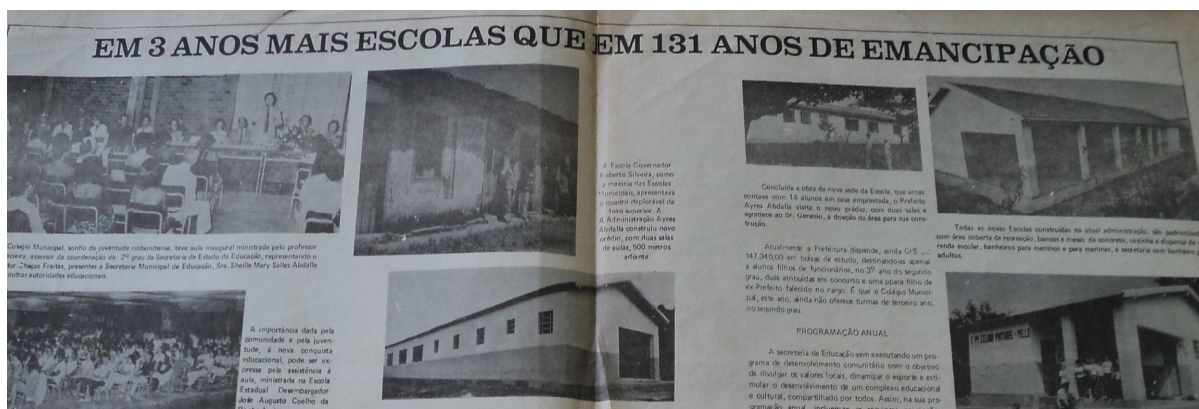 EM 3 ANOS MAIS ESCOLAS QUE EM 131 ANOS DE EMANCIPAÇÃO
Colégio Municipal, sonho da juventude riobonitense, teve aula inaugural ministrada pelo professor
assessor da coordenação de 2º grau da Secretaria de Estado da Educação, representando o
Chagas Freitas, presentes a Secretaria Municipal de Educação, Sra. Sheille Mary Salles Abdalla
outras autoridades educacionais.
A importância dada pela
comunidade e pela juven-
tude, à nova conquista
educacional, pode ser ex-
pressa pela assistência à
aula, ministrada na Escola
Estadual Desembargador
José Augusto Coelho da
A Escola Governador
Roberto Silveira, como
a maioria das Escolas
Municipais, apresentava
o quadro deplorável da
foto superior. A
A Administração Ayres
Abdalla construiu novo
prédio, com duas salas
de aula, 500 metros
adiante
Concluída a obra da nova sede da Escola, que antes
contava com 14 alunos em casa emprestada, o Prefeito
Ayres Abdalla visita o novo prédio, com duas salas e
agradece ao Sr. Genésio, a doação da área para sua cons-
trução.
Atualmente a Prefeitura dispende, ainda Cr$ ....
147.340,00 em bolsas de estudo, destinando-as apenas
a alunos filhos de funcionários, no 3º ano do segundo
grau, duas atribuídas em concurso e uma ppara filho de
ex-Prefeito falecido no cargo. É que o Colégio Munici-
pal, este ano, ainda não oferece turmas de terceiro ano,
no segundo grau.
PROGRAMAÇÃO ANUAL
A secretaria de Educação vem executando um pro-
grama de desenvolvimento comunitário com o objetivo
de divulgar os valores locais, dinamizar o esporte e estí-
mular o desenvolvimento de um complexo educacional
e cultural, compartilhado por todos. Assim, na sua pro-
gramação anual
Todas as novas Escolas construídas na atual administração, são padronizadas
com área coberta de recreação, bancos e mesas de concreto, cozinha e dispensa da
renda escolar, banheiros para meninos e para meninas, e secretaria com banheiro
adultos.